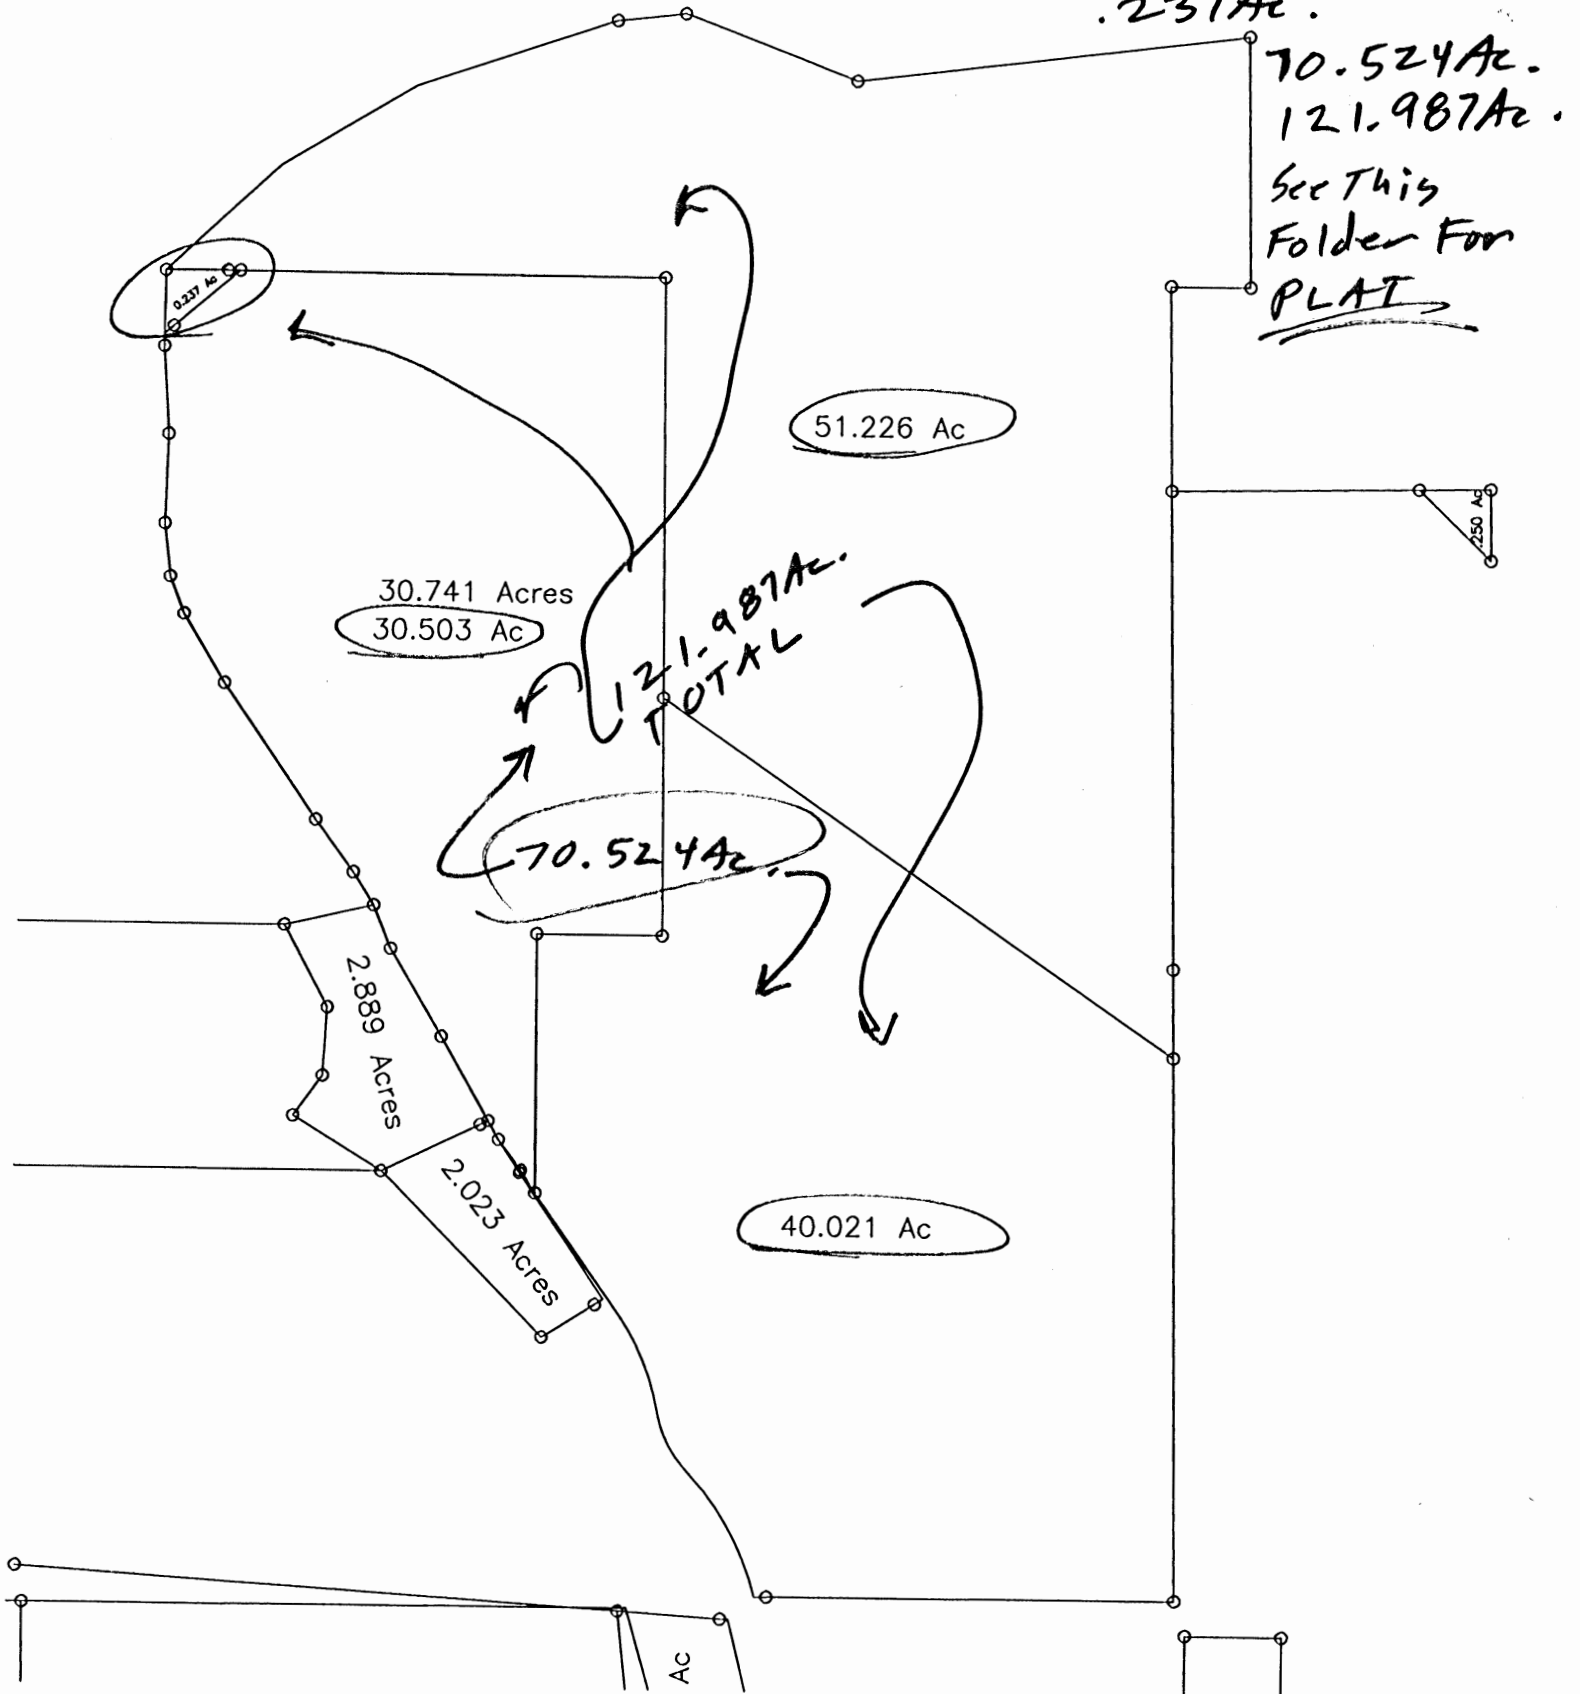 .237Ac.
70.524Ac.
121.987Ac.
See This
Folder For
PLAT
0.237 Ac
51.226 Ac
.250 Ac
30.741 Acres
30.503 Ac
121.987Ac.
TOTAL
70.524Ac.
2.889 Acres
2.023 Acres
40.021 Ac
Ac